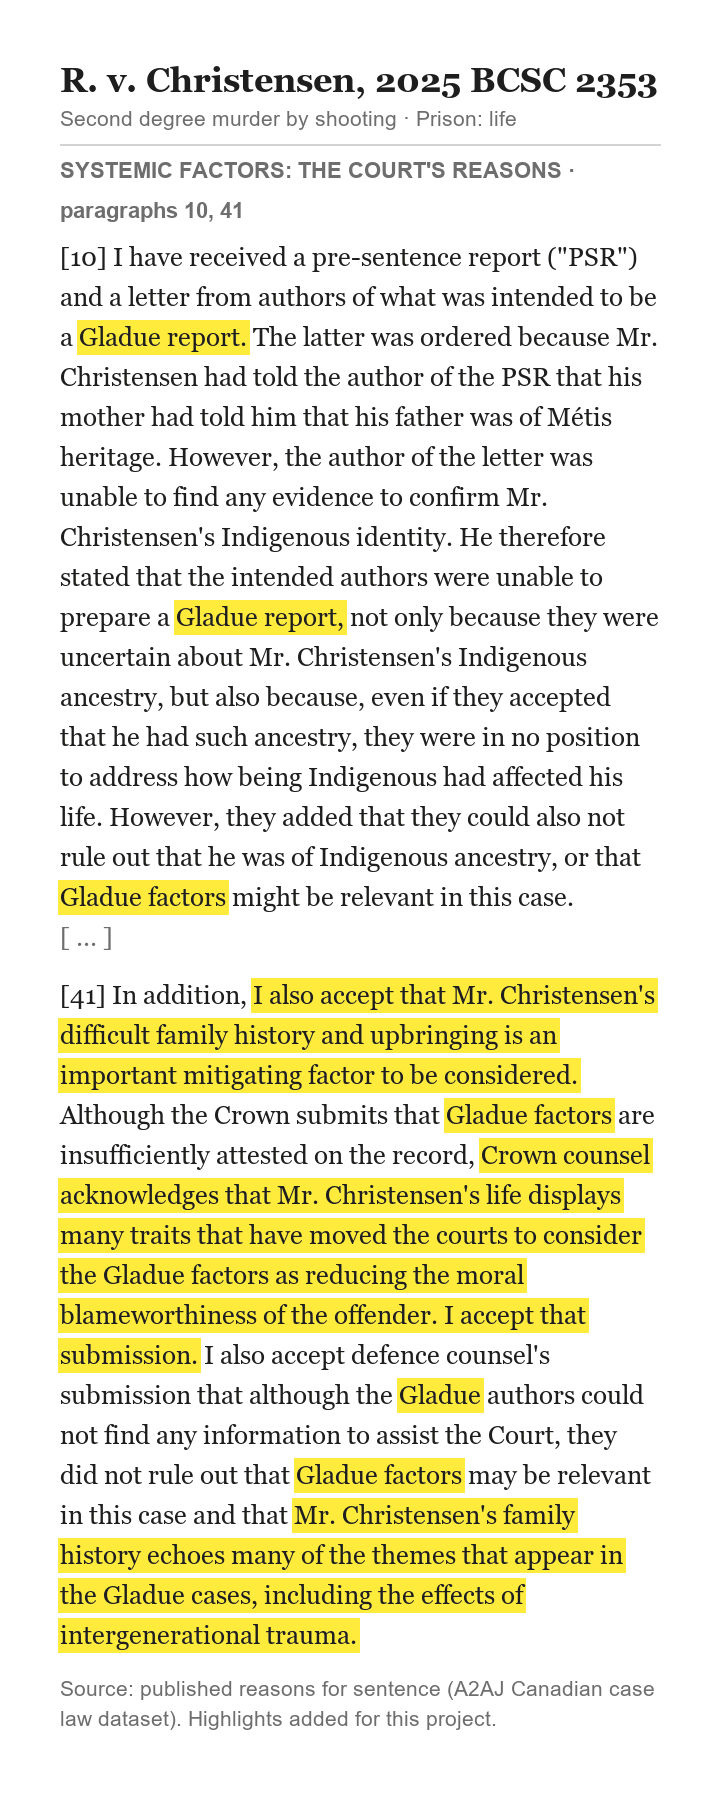 R. v. Christensen, 2025 BCSC 2353
Second degree murder by shooting · Prison: life
SYSTEMIC FACTORS: THE COURT'S REASONS ·
paragraphs 10, 41
[10] I have received a pre-sentence report ("PSR")
and a letter from authors of what was intended to be
a Gladue report. The latter was ordered because Mr.
Christensen had told the author of the PSR that his
mother had told him that his father was of Métis
heritage. However, the author of the letter was
unable to find any evidence to confirm Mr.
Christensen's Indigenous identity. He therefore
stated that the intended authors were unable to
prepare a Gladue report, not only because they were
uncertain about Mr. Christensen's Indigenous
ancestry, but also because, even if they accepted
that he had such ancestry, they were in no position
to address how being Indigenous had affected his
life. However, they added that they could also not
rule out that he was of Indigenous ancestry, or that
Gladue factors might be relevant in this case.
[ ... ]
[41] In addition, I also accept that Mr. Christensen's
difficult family history and upbringing is an
important mitigating factor to be considered.
Although the Crown submits that Gladue factors are
insufficiently attested on the record, Crown counsel
acknowledges that Mr. Christensen's life displays
many traits that have moved the courts to consider
the Gladue factors as reducing the moral
blameworthiness of the offender. I accept that
submission. I also accept defence counsel's
submission that although the Gladue authors could
not find any information to assist the Court, they
did not rule out that Gladue factors may be relevant
in this case and that Mr. Christensen's family
history echoes many of the themes that appear in
the Gladue cases, including the effects of
intergenerational trauma.
Source: published reasons for sentence (A2AJ Canadian case
law dataset). Highlights added for this project.